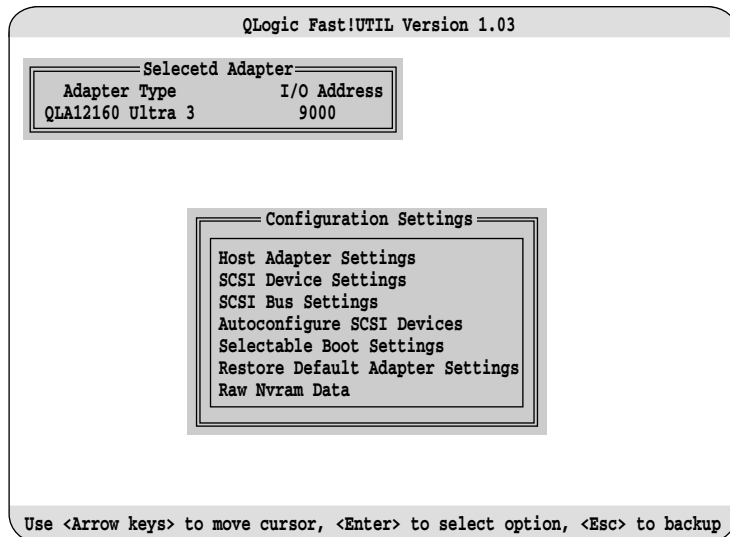 QLogic Fast!UTIL Version 1.03
Selecetd Adapter
Adapter Type I/O Address
QLA12160 Ultra 3 9000
Configuration Settings
Host Adapter Settings
SCSI Device Settings
SCSI Bus Settings
Autoconfigure SCSI Devices
Selectable Boot Settings
Restore Default Adapter Settings
Raw Nvram Data
Use <Arrow keys> to move cursor, <Enter> to select option, <Esc> to backup